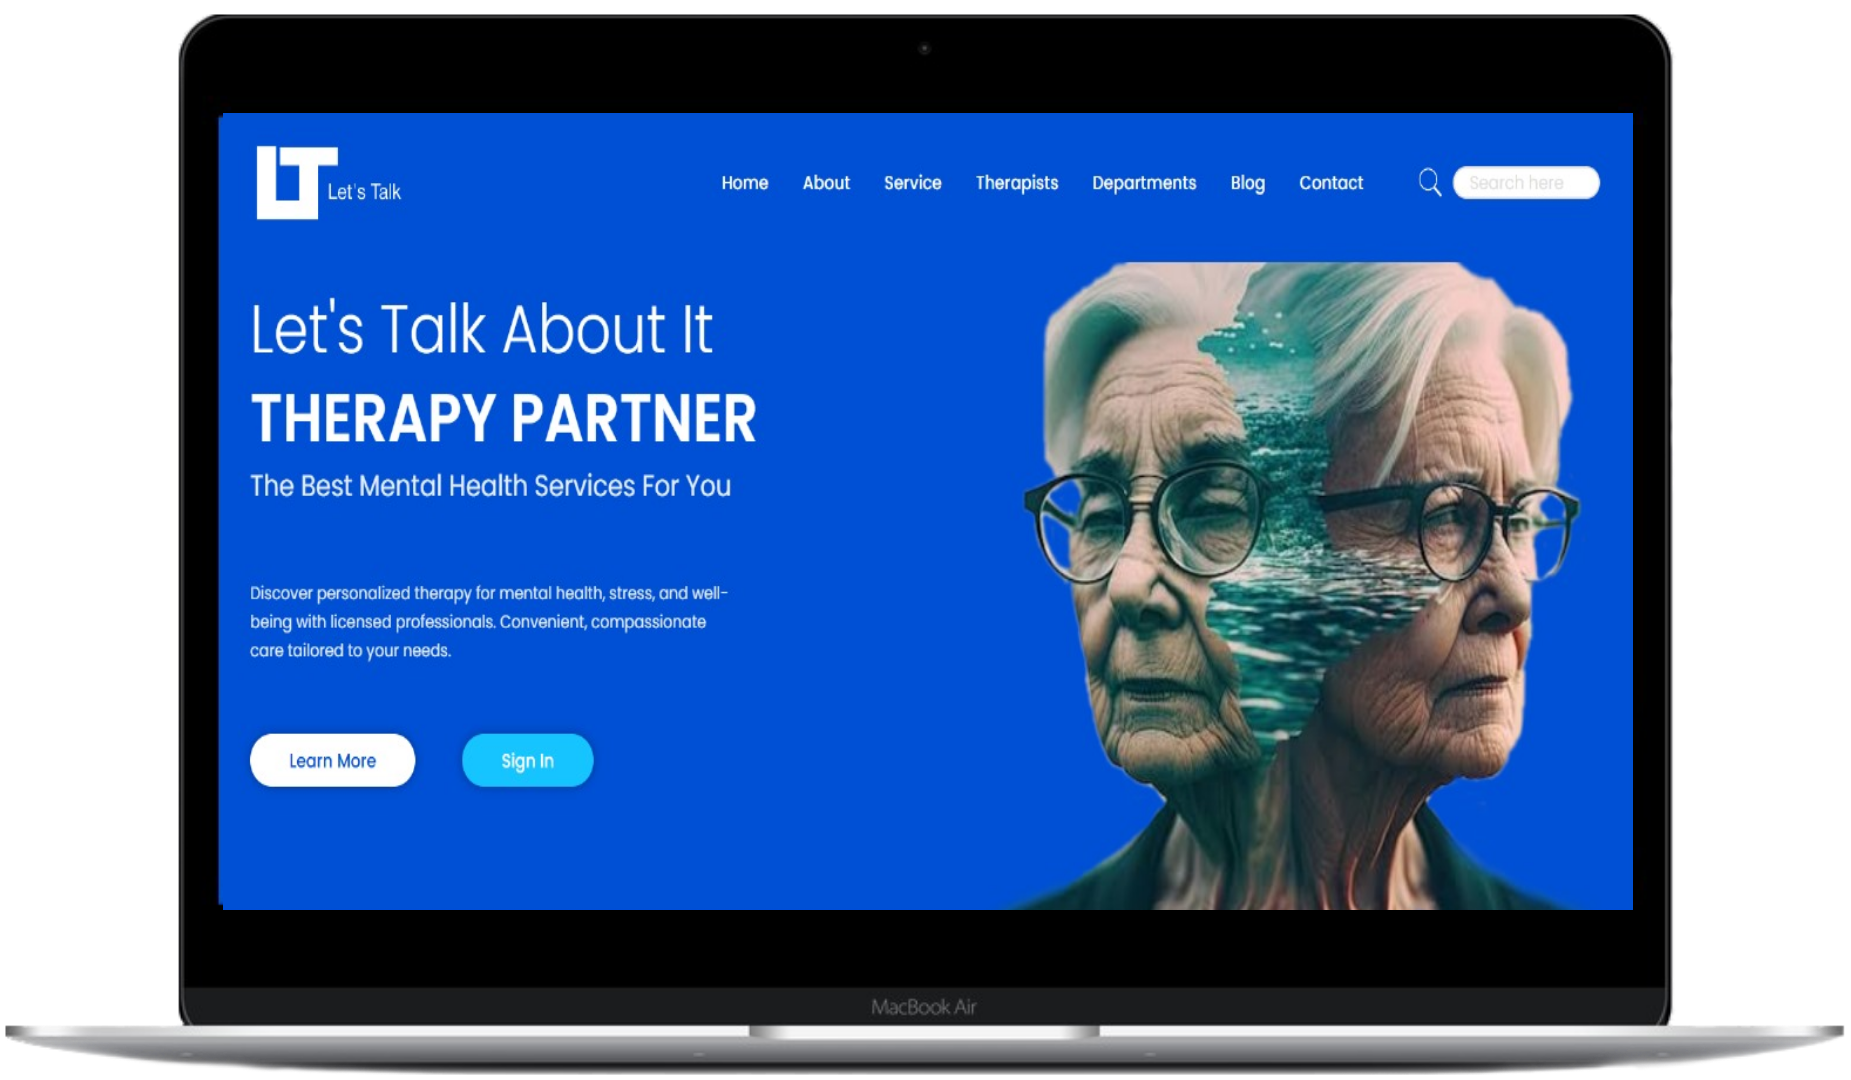 LT Let's Talk
Home About Service Therapists Departments Blog Contact Search here
Let's Talk About It
THERAPY PARTNER
The Best Mental Health Services For You
Discover personalized therapy for mental health, stress, and well-
being with licensed professionals. Convenient, compassionate
care tailored to your needs.
Learn More Sign In
MacBook Air